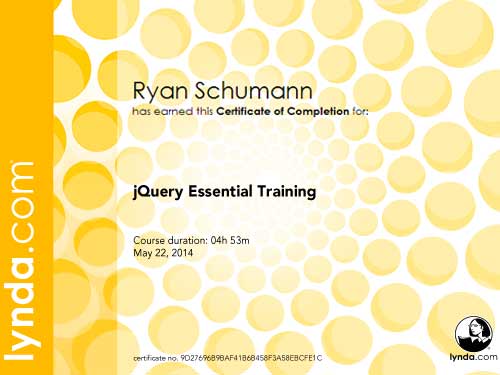 Ryan Schumann
has earned this Certificate of Completion for:
jQuery Essential Training
Course duration: 04h 53m
May 22, 2014
certificate no. 9D27696B9BAF41B6B458F3A58EBCFE1C
lynda.com
lynda.com